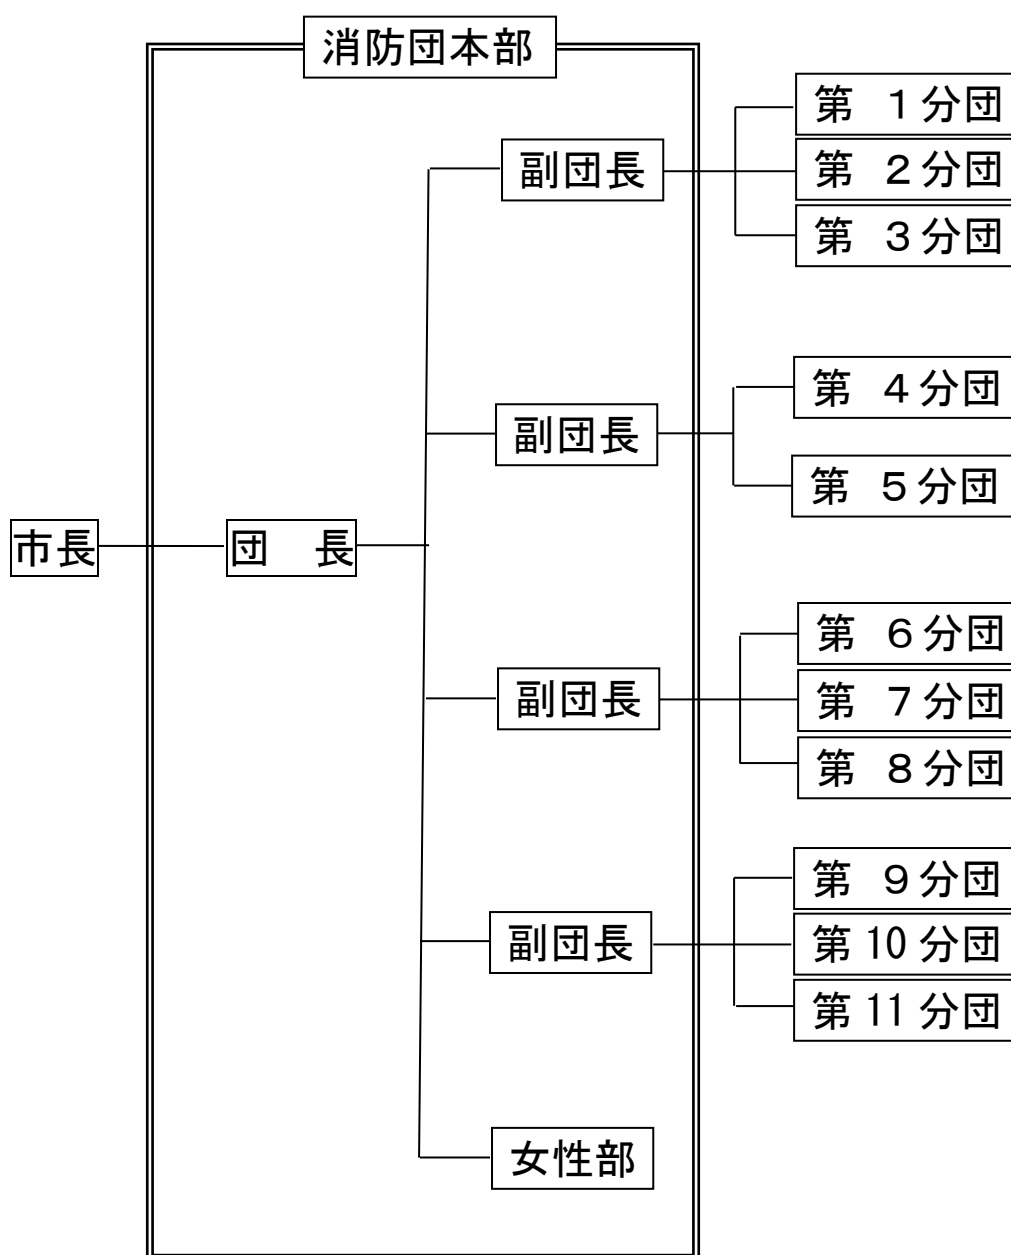 消防団本部
市長
団　長
副団長
第　１分団
第　２分団
第　３分団
副団長
第　４分団
第　５分団
副団長
第　６分団
第　７分団
第　８分団
副団長
第　９分団
第 10 分団
第 11 分団
女性部